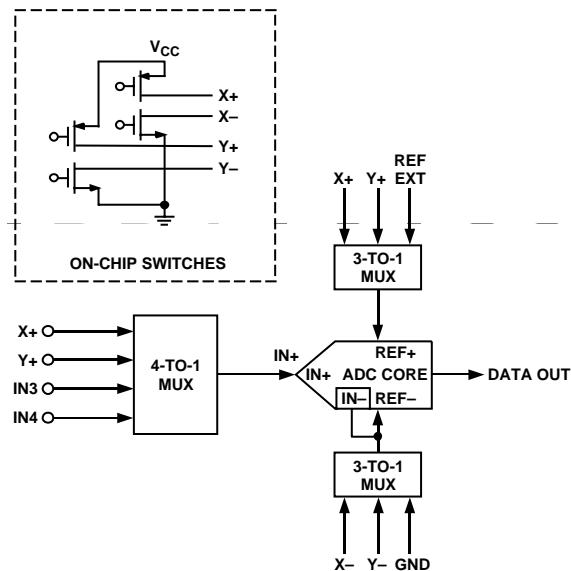 VCC
X+
X–
Y+
Y–
ON-CHIP SWITCHES
X+ Y+ REF EXT
3-TO-1
MUX
X+
Y+
IN3
IN4
4-TO-1
MUX
IN+
IN+
REF+
ADC CORE
IN– REF–
DATA OUT
3-TO-1
MUX
X– Y– GND